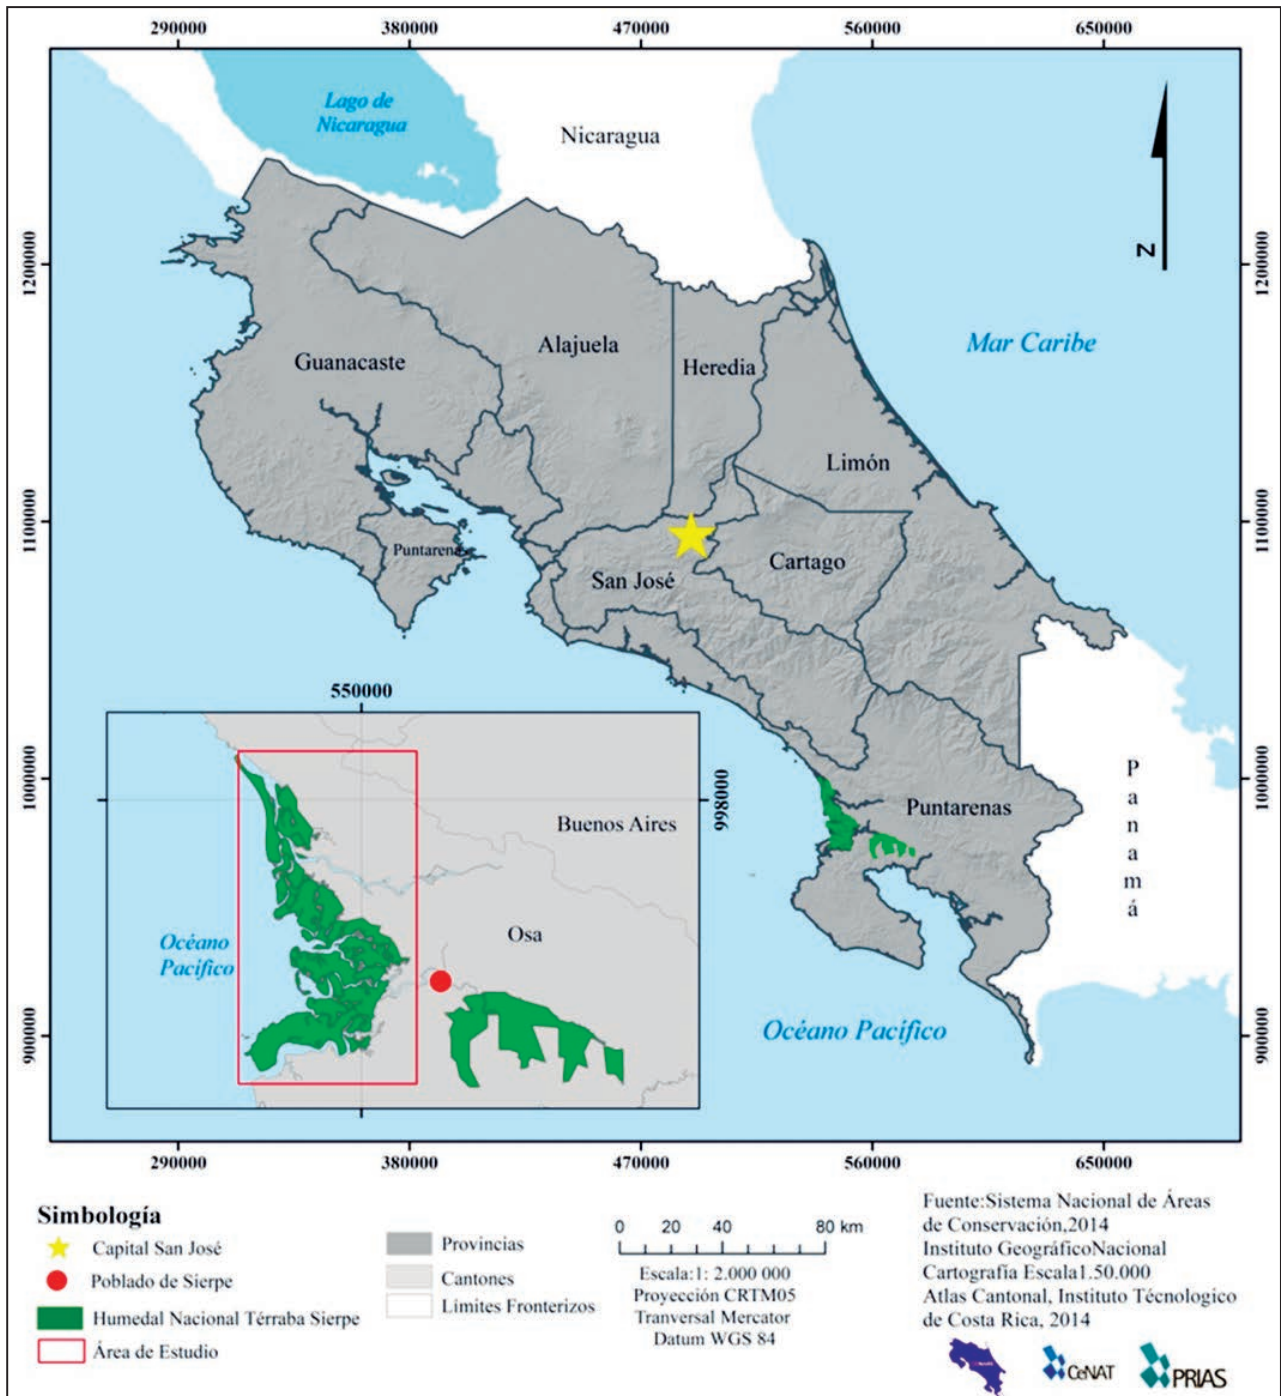 290000 380000 470000 560000 650000
Lago de
Nicaragua
Nicaragua
N
1200000 1200000
Mar Caribe
Alajuela
Guanacaste
Heredia
Limón
1100000 1100000
Puntarenas
San José
Cartago
550000
1000000 1000000
998000
Buenos Aires
Puntarenas
Panamá
Osa
Océano
Pacífico
Océano Pacífico
900000 900000
290000 380000 470000 560000 650000
Simbología
Capital San José
Poblado de Sierpe
Humedal Nacional Térraba Sierpe
Área de Estudio
Provincias
Cantones
Límites Fronterizos
0 20 40 80 km
Escala:1: 2.000 000
Proyección CRTM05
Tranversal Mercator
Datum WGS 84
Fuente:Sistema Nacional de Áreas
de Conservación,2014
Instituto GeográficoNacional
Cartografía Escala1.50.000
Atlas Cantonal, Instituto Técnologico
de Costa Rica, 2014
CeNAT
PRIAS